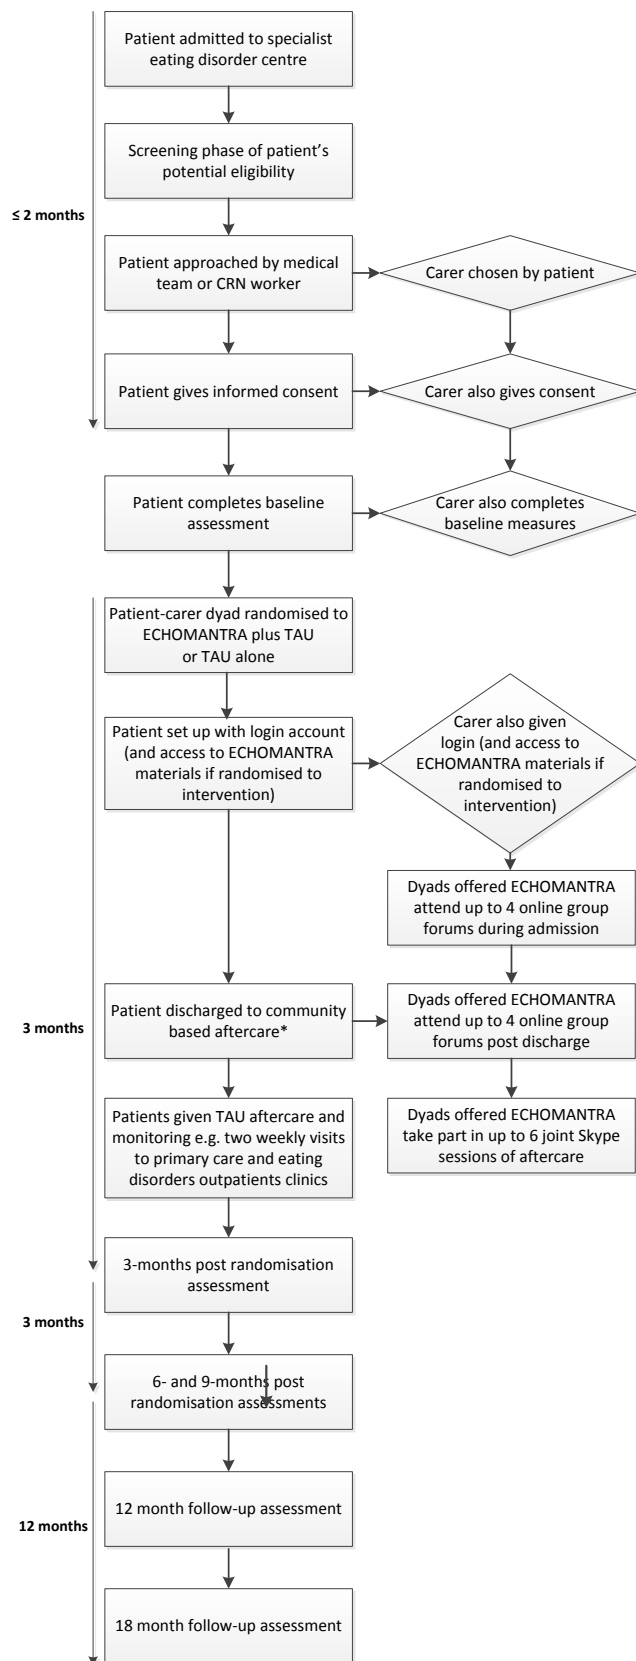 Patient admitted to specialist
eating disorder centre
Screening phase of patient's
potential eligibility
≤ 2 months
Patient approached by medical
team or CRN worker
Carer chosen by patient
Patient gives informed consent
Carer also gives consent
Patient completes baseline
assessment
Carer also completes
baseline measures
Patient-carer dyad randomised to
ECHOMANTRA plus TAU
or TAU alone
Patient set up with login account
(and access to ECHOMANTRA
materials if randomised to
intervention)
Carer also given
login (and access to
ECHOMANTRA materials if
randomised to
intervention)
Dyads offered ECHOMANTRA
attend up to 4 online group
forums during admission
3 months
Patient discharged to community
based aftercare*
Dyads offered ECHOMANTRA
attend up to 4 online group
forums post discharge
Patients given TAU aftercare and
monitoring e.g. two weekly visits
to primary care and eating
disorders outpatients clinics
Dyads offered ECHOMANTRA
take part in up to 6 joint Skype
sessions of aftercare
3-months post randomisation
assessment
3 months
6- and 9-months post
randomisation assessments
12 month follow-up assessment
12 months
18 month follow-up assessment